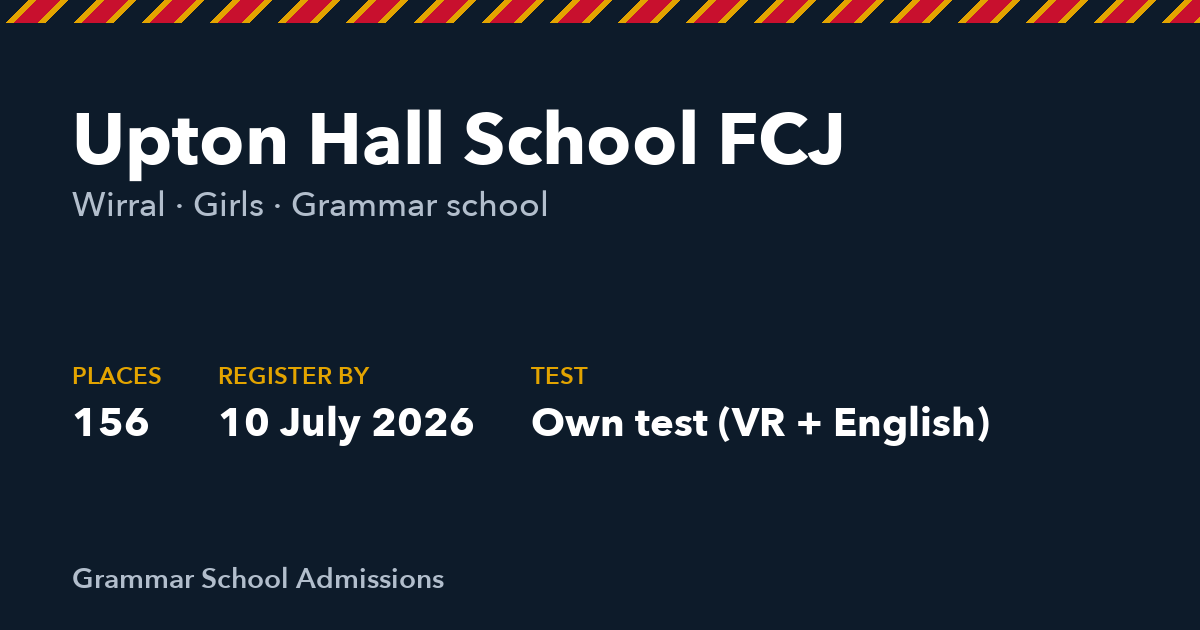 Upton Hall School FCJ
Wirral · Girls · Grammar school
PLACES REGISTER BY TEST
156 10 July 2026 Own test (VR + English)
Grammar School Admissions